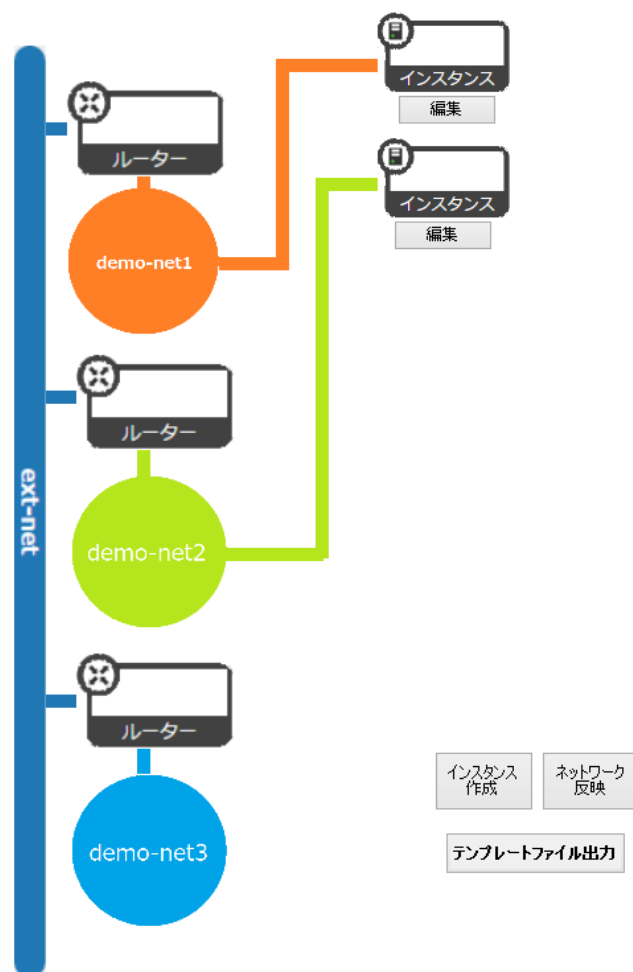 インスタンス
編集
ルーター
インスタンス
編集
demo-net1
ルーター
ext-net
demo-net2
ルーター
demo-net3
インスタンス
作成
ネットワーク
反映
テンプレートファイル出力